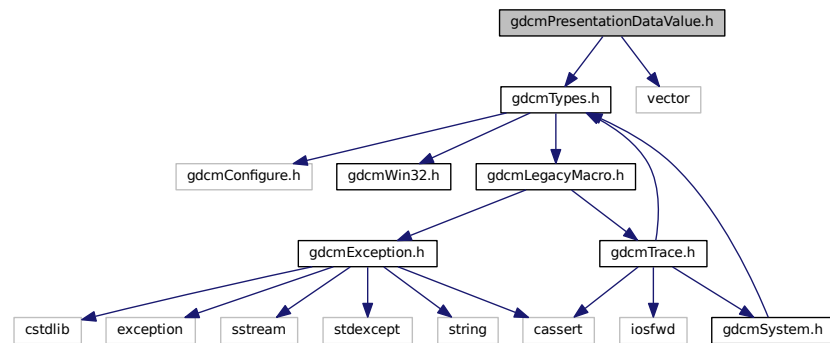 gdcmPresentationDataValue.h
gdcmTypes.h
vector
gdcmConfigure.h
gdcmWin32.h
gdcmLegacyMacro.h
gdcmException.h
gdcmTrace.h
cstdlib
exception
sstream
stdexcept
string
cassert
iosfwd
gdcmSystem.h